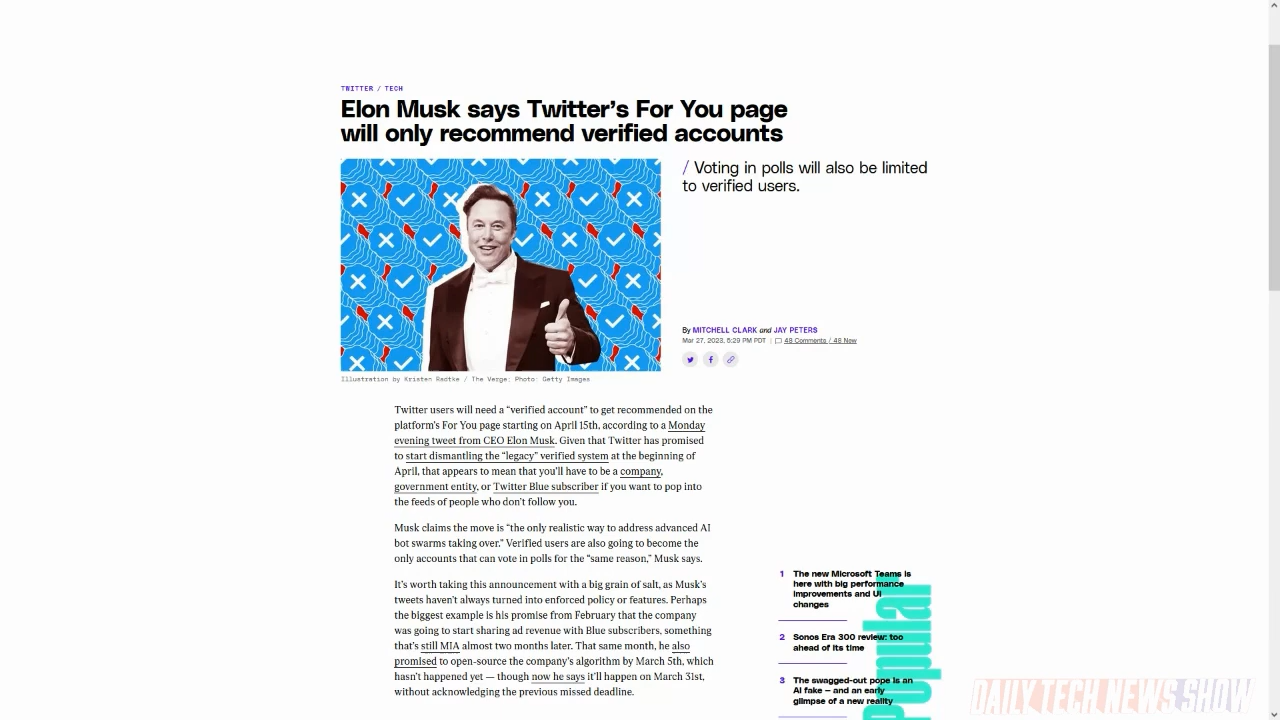 TWITTER / TECH
Elon Musk says Twitter's For You page
will only recommend verified accounts
/ Voting in polls will also be limited
to verified users.
By MITCHELL CLARK and JAY PETERS
Mar 27, 2023, 5:29 PM PDT | 48 Comments / 48 New
Illustration by Kristen Radtke / The Verge; Photo: Getty Images
Twitter users will need a “verified account” to get recommended on the
platform's For You page starting on April 15th, according to a Monday
evening tweet from CEO Elon Musk. Given that Twitter has promised
to start dismantling the “legacy” verified system at the beginning of
April, that appears to mean that you'll have to be a company,
government entity, or Twitter Blue subscriber if you want to pop into
the feeds of people who don't follow you.
Musk claims the move is “the only realistic way to address advanced AI
bot swarms taking over.” Verified users are also going to become the
only accounts that can vote in polls for the “same reason,” Musk says.
It's worth taking this announcement with a big grain of salt, as Musk's
tweets haven't always turned into enforced policy or features. Perhaps
the biggest example is his promise from February that the company
was going to start sharing ad revenue with Blue subscribers, something
that's still MIA almost two months later. That same month, he also
promised to open-source the company's algorithm by March 5th, which
hasn't happened yet — though now he says it'll happen on March 31st,
without acknowledging the previous missed deadline.
Popular
1 The new Microsoft Teams is
here with big performance
improvements and UI
changes
2 Sonos Era 300 review: too
ahead of its time
3 The swagged-out pope is an
AI fake — and an early
glimpse of a new reality
DAILY TECH NEWS SHOW